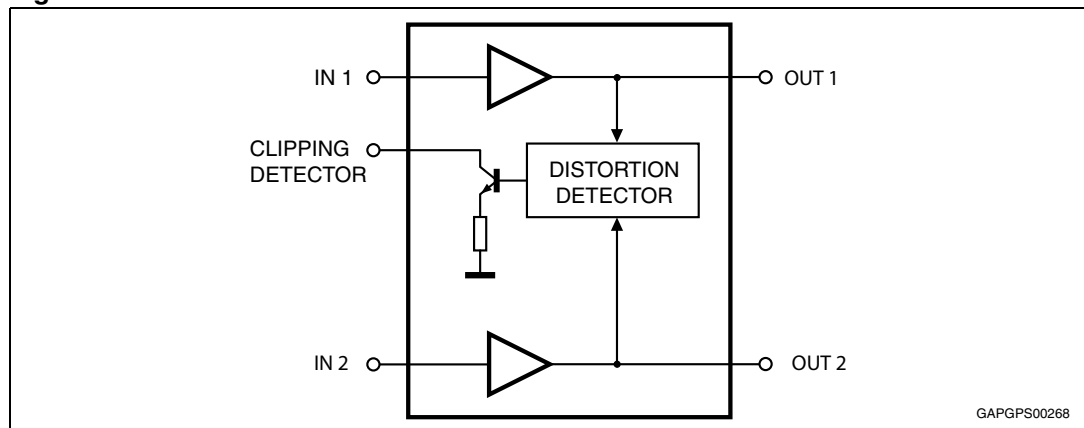 IN 1
OUT 1
CLIPPING
DETECTOR
DISTORTION
DETECTOR
IN 2
OUT 2
GAPGPS00268